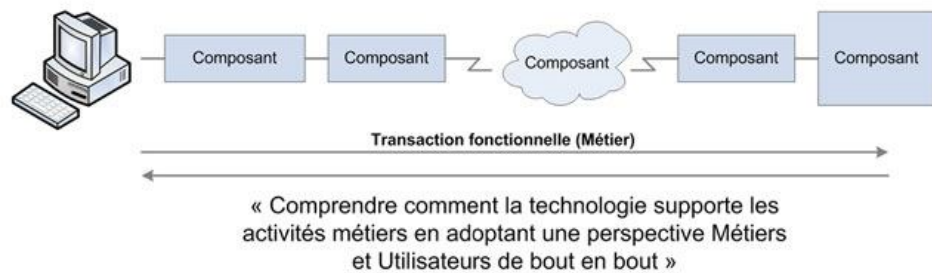 Composant
Composant
Composant
Composant
Composant
Transaction fonctionnelle (Métier)
« Comprendre comment la technologie supporte les
activités métiers en adoptant une perspective Métiers
et Utilisateurs de bout en bout »